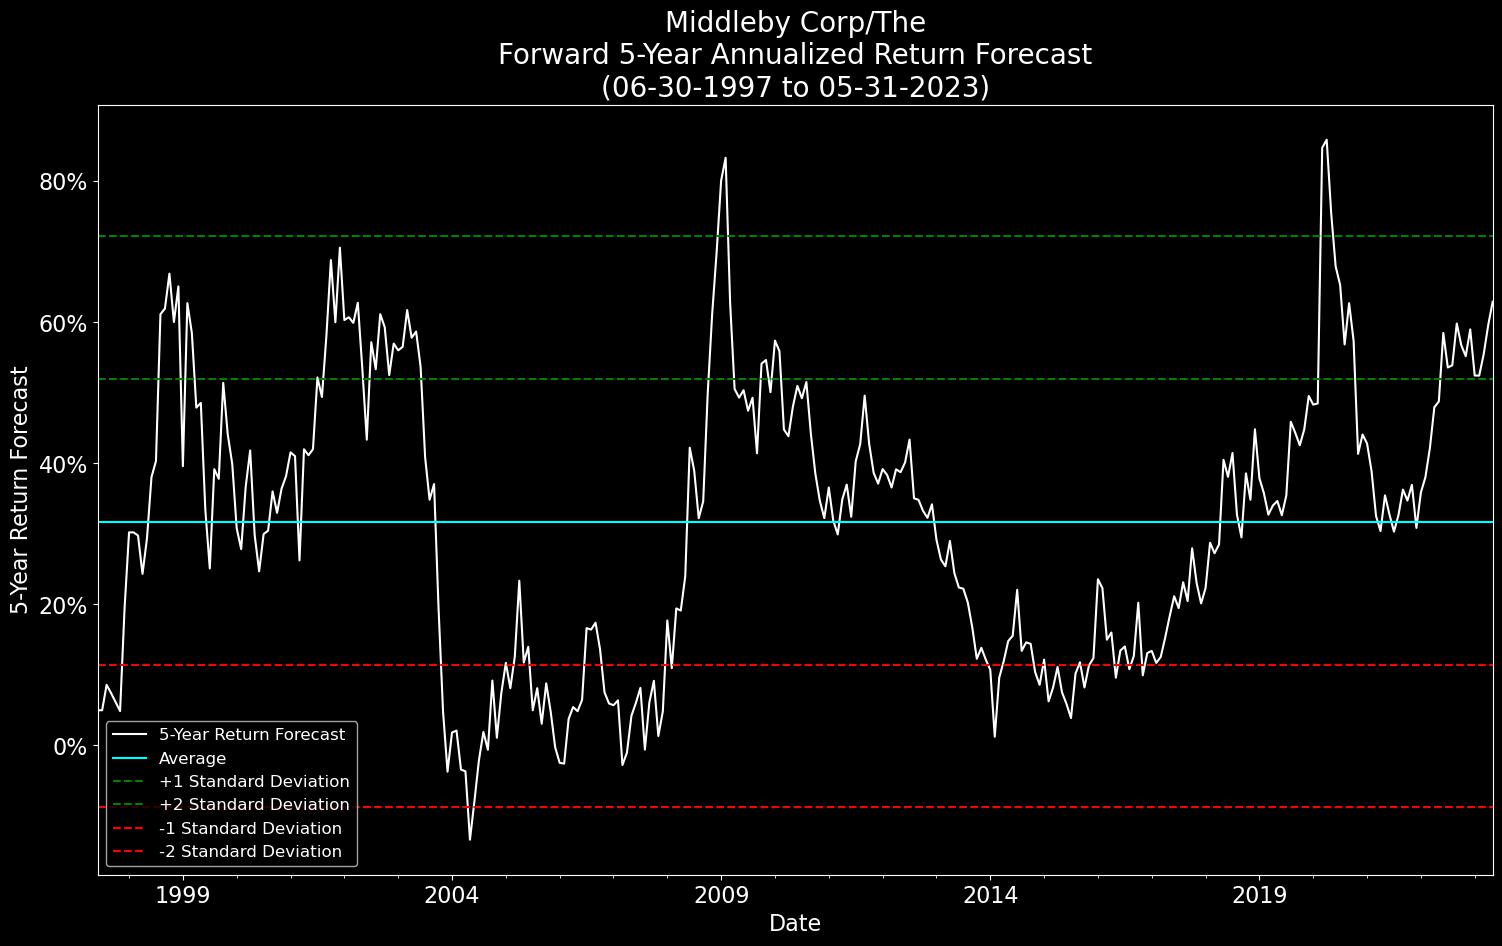 Middleby Corp/The
Forward 5-Year Annualized Return Forecast
(06-30-1997 to 05-31-2023)
5-Year Return Forecast
80%
60%
40%
20%
0%
5-Year Return Forecast
Average
+1 Standard Deviation
+2 Standard Deviation
-1 Standard Deviation
-2 Standard Deviation
1999 2004 2009 2014 2019
Date